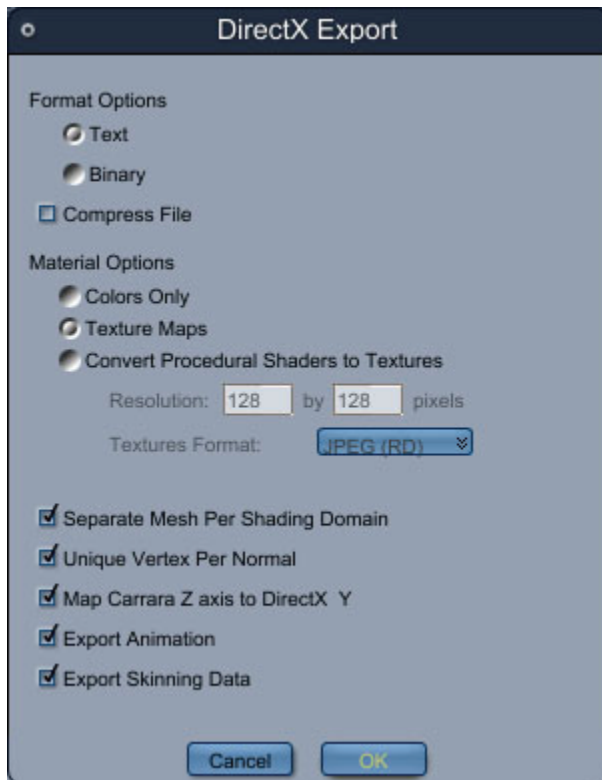 DirectX Export
Format Options
Text
Binary
Compress File
Material Options
Colors Only
Texture Maps
Convert Procedural Shaders to Textures
Resolution: 128 by 128 pixels
Textures Format: JPEG (RD)
Separate Mesh Per Shading Domain
Unique Vertex Per Normal
Map Carrara Z axis to DirectX Y
Export Animation
Export Skinning Data
Cancel OK